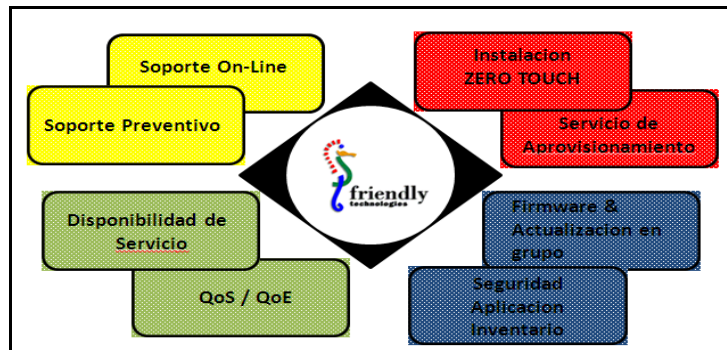 Soporte On-Line
Soporte Preventivo
Instalacion
ZERO TOUCH
Servicio de
Aprovisionamiento
friendly
technologies
Disponibilidad de
Servicio
QoS / QoE
Firmware &
Actualizacion en
grupo
Seguridad
Aplicacion
Inventario